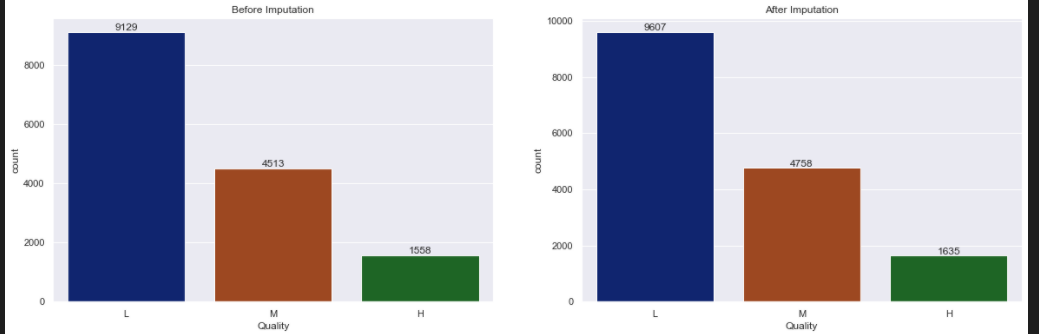 Before Imputation
count
8000
6000
4000
2000
0
9129
4513
1558
L M H
Quality
After Imputation
count
10000
8000
6000
4000
2000
0
9607
4758
1635
L M H
Quality